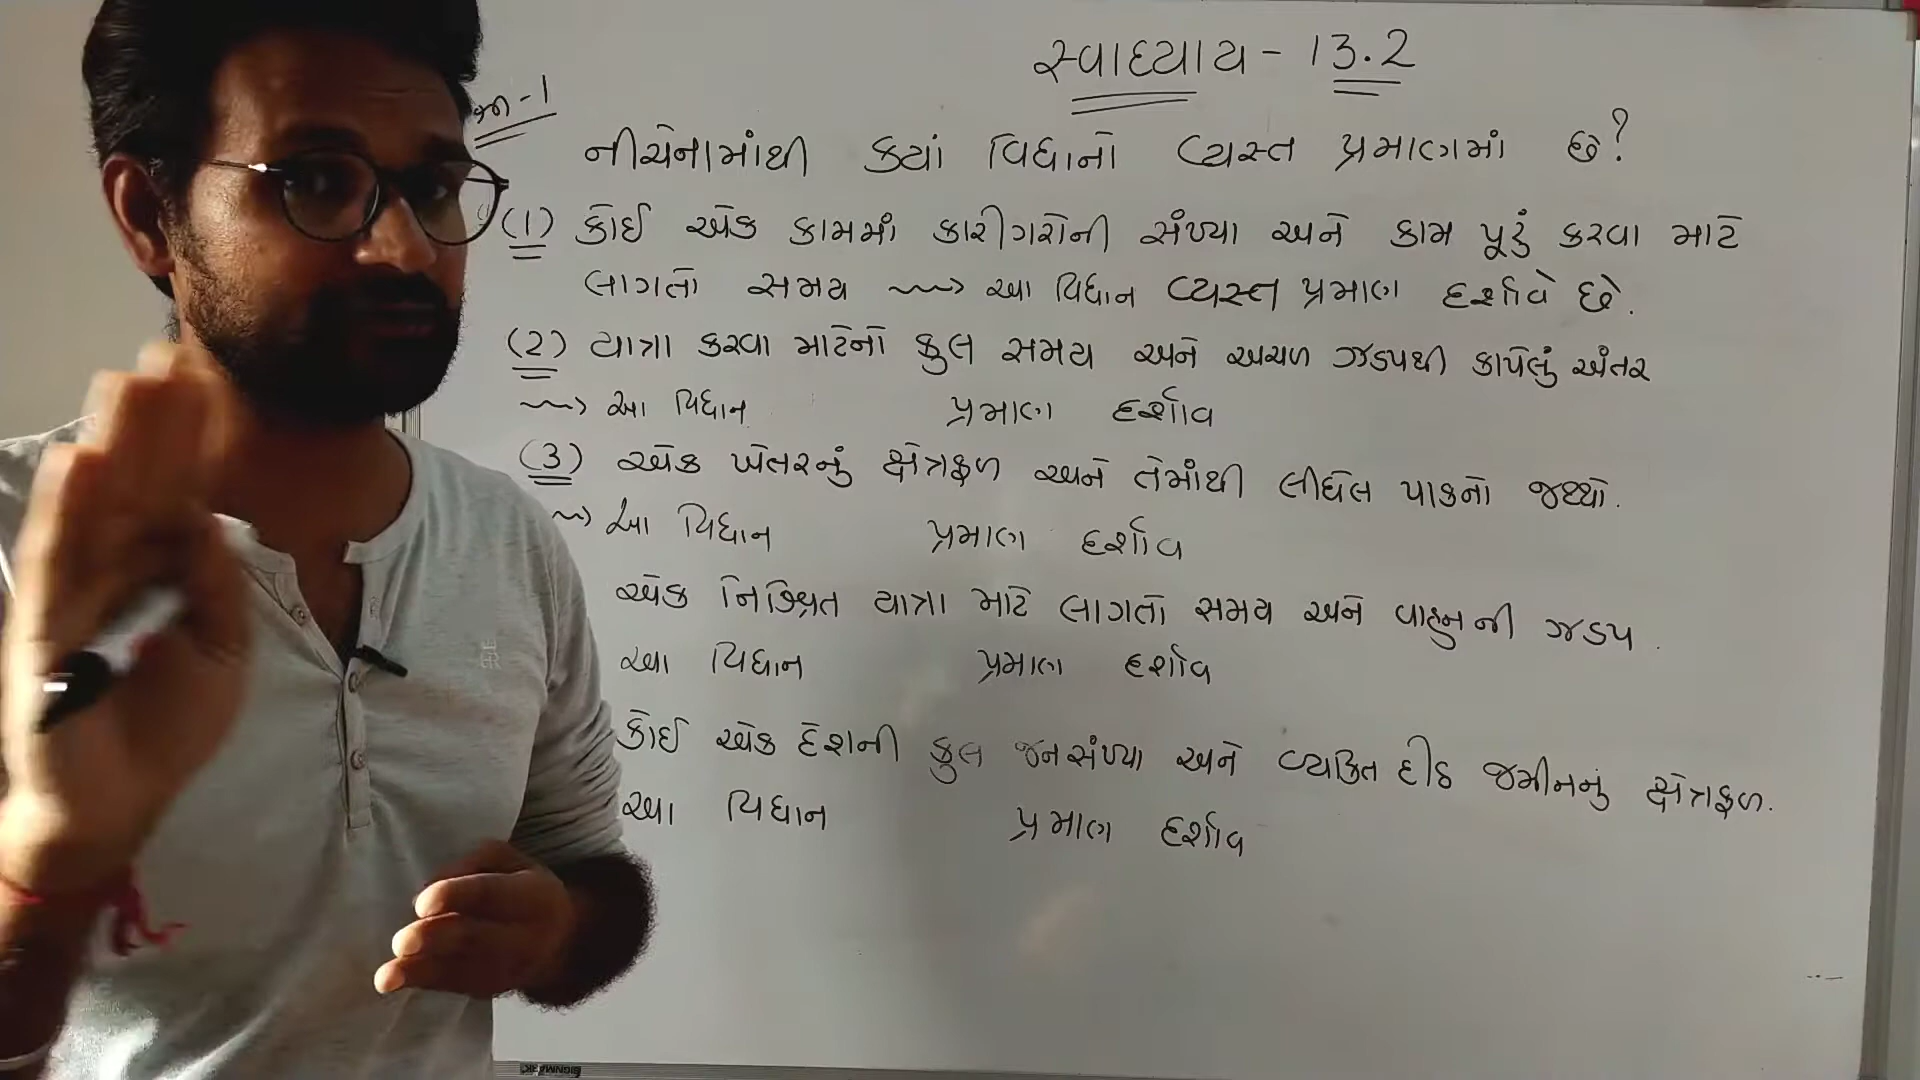 સ્વાધ્યાય - 13.2
-1
નીચેનામાંથી કયાં વિધાનો વ્યસ્ત પ્રમાણમાં છે?
(1) કોઈ એક કામમાં કારીગરોની સંખ્યા અને કામ પૂરું કરવા માટે
લાગતો સમય ⟿ આ વિધાન વ્યસ્ત પ્રમાણ દર્શાવે છે.
(2) યાત્રા કરવા માટેનો કુલ સમય અને અચળ ઝડપથી કાપેલું અંતર
⟿ આ વિધાન પ્રમાણ દર્શાવ
(3) એક ખેતરનું ક્ષેત્રફળ અને તેમાંથી લીધેલ પાકનો જથ્થો.
⟿ આ વિધાન પ્રમાણ દર્શાવ
એક નિશ્ચિત યાત્રા માટે લાગતો સમય અને વાહનની ઝડપ.
આ વિધાન પ્રમાણ દર્શાવ
કોઈ એક દેશની કુલ જનસંખ્યા અને વ્યક્તિ દીઠ જમીનનું ક્ષેત્રફળ.
આ વિધાન પ્રમાણ દર્શાવ